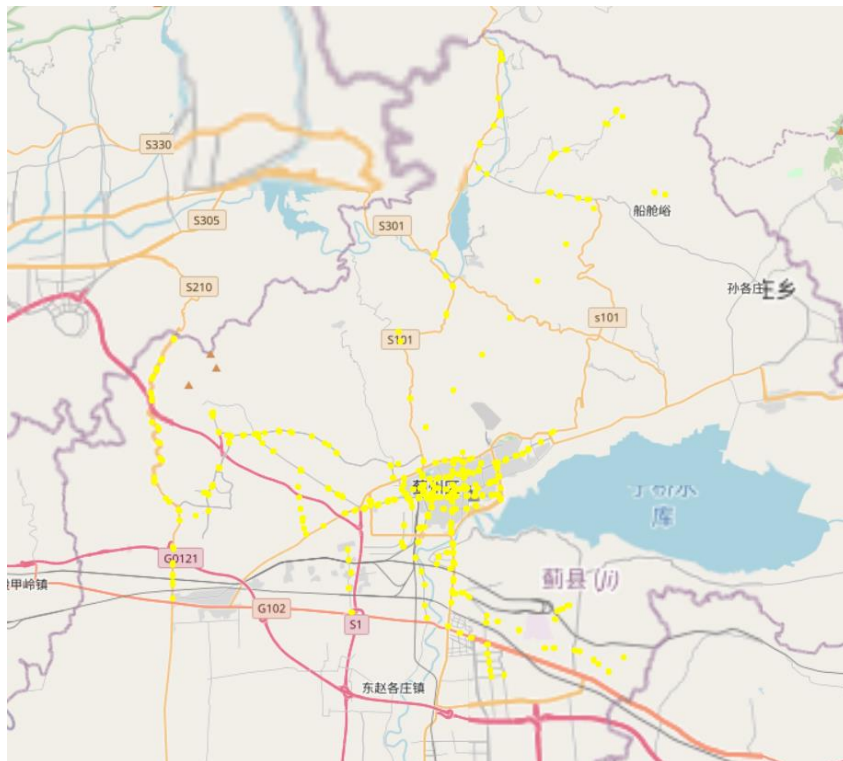 S330
船舱峪
S305
S301
S210
孙各庄
乡
s101
S101
库
蓟县 (Ji)
G0121
甲岭镇
G102
S1
东赵各庄镇